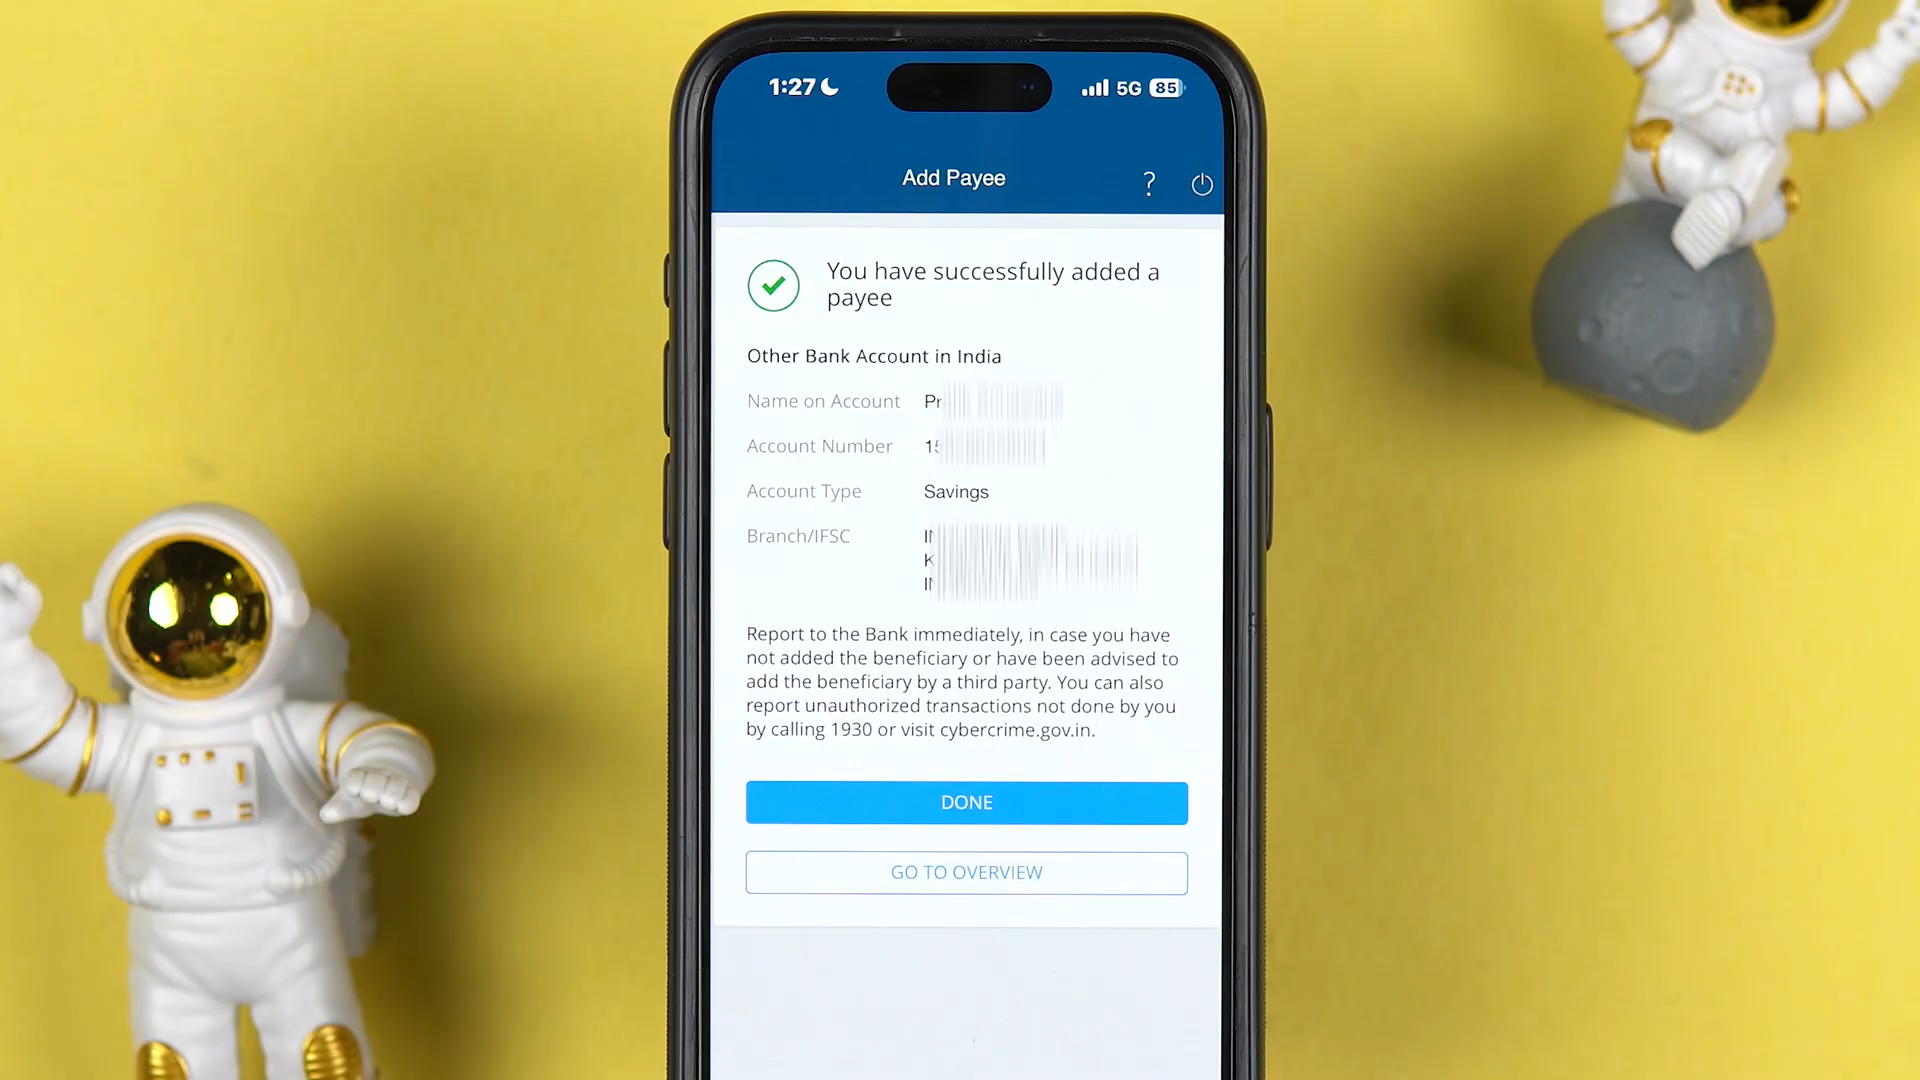 1:27 5G 85
Add Payee ?
You have successfully added a
payee
Other Bank Account in India
Name on Account Pr
Account Number 15
Account Type Savings
Branch/IFSC
K
Report to the Bank immediately, in case you have
not added the beneficiary or have been advised to
add the beneficiary by a third party. You can also
report unauthorized transactions not done by you
by calling 1930 or visit cybercrime.gov.in.
DONE
GO TO OVERVIEW